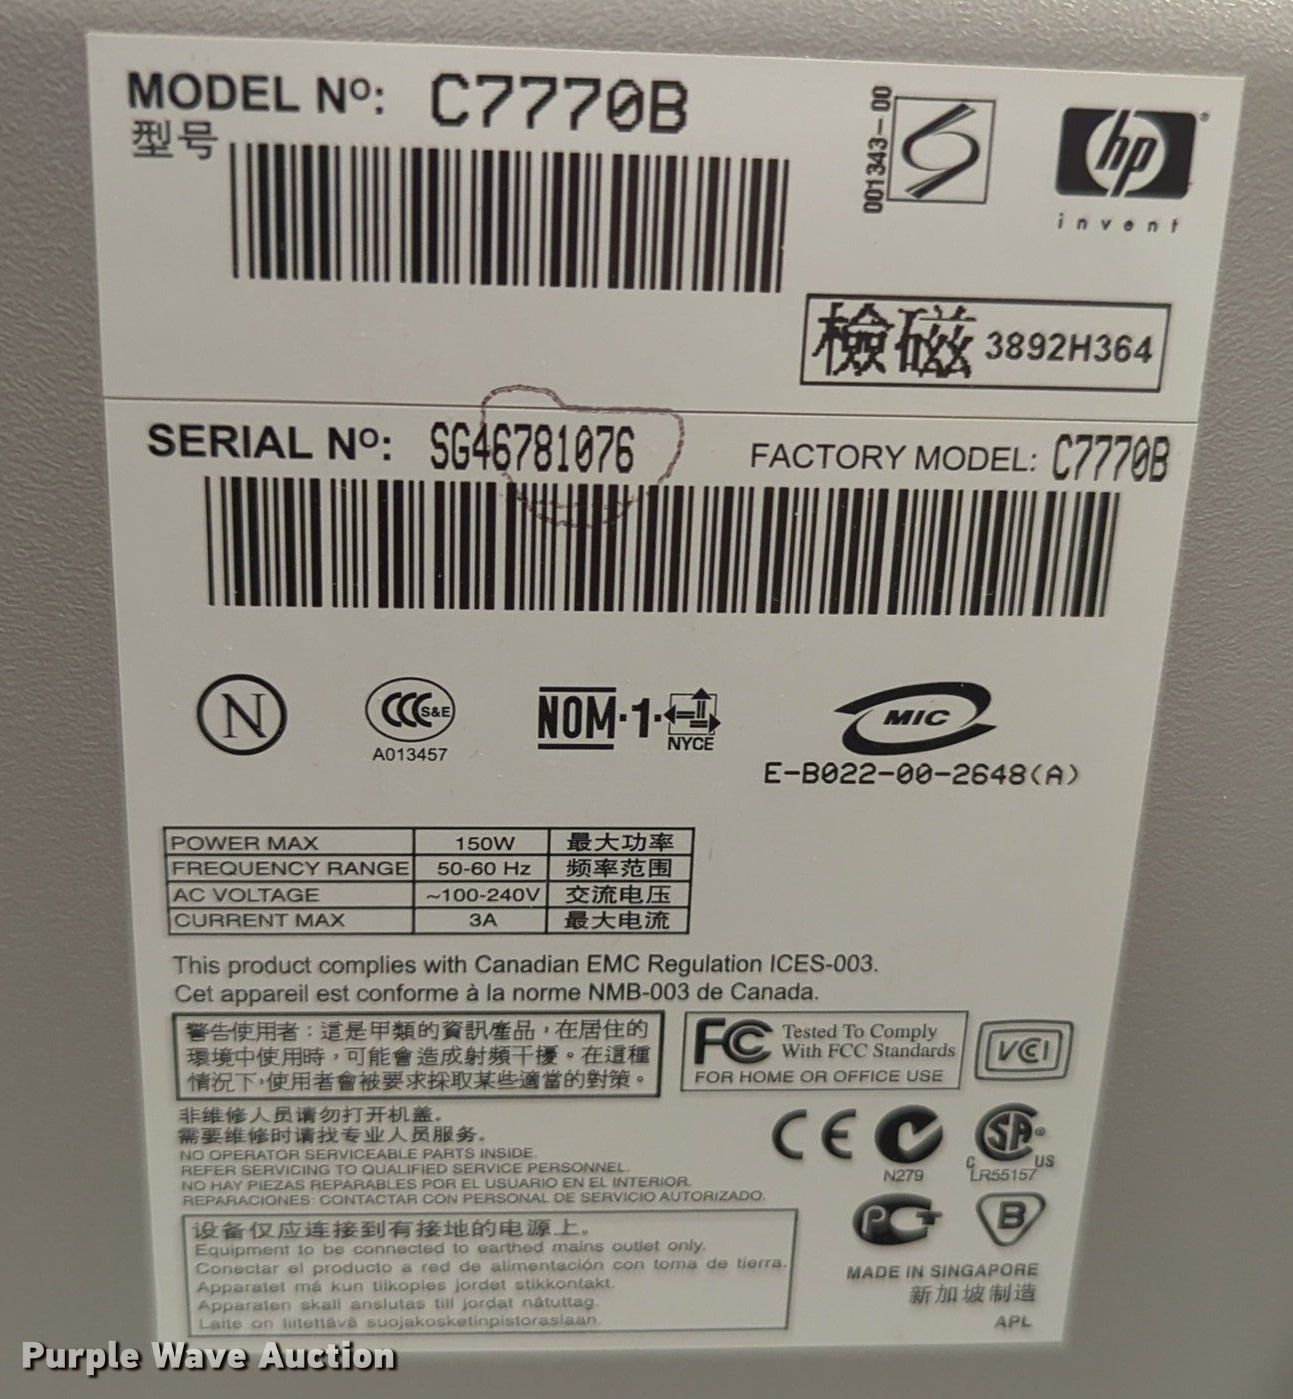 MODEL Nº: C7770B
型号
001343-00
hp
invent
檢磁 3892H364
SERIAL Nº: SG46781076 FACTORY MODEL: C7770B
N
CCC S&E
A013457
NOM-1-
NYCE
MIC
E-B022-00-2648(A)
POWER MAX 150W 最大功率
FREQUENCY RANGE 50-60 Hz 频率范围
AC VOLTAGE ~100-240V 交流电压
CURRENT MAX 3A 最大电流
This product complies with Canadian EMC Regulation ICES-003.
Cet appareil est conforme à la norme NMB-003 de Canada.
警告使用者：這是甲類的資訊產品，在居住的
環境中使用時，可能會造成射頻干擾。在這種
情況下，使用者會被要求採取某些適當的對策。
FC Tested To Comply
With FCC Standards
FOR HOME OR OFFICE USE
VCI
非维修人员请勿打开机盖。
需要维修时请找专业人员服务。
NO OPERATOR SERVICEABLE PARTS INSIDE.
REFER SERVICING TO QUALIFIED SERVICE PERSONNEL.
NO HAY PIEZAS REPARABLES POR EL USUARIO EN EL INTERIOR.
REPARACIONES: CONTACTAR CON PERSONAL DE SERVICIO AUTORIZADO.
CE
N279
SA
C US
LR55157
设备仅应连接到有接地的电源上。
Equipment to be connected to earthed mains outlet only.
Conectar el producto a red de alimentación con toma de tierra.
Apparatet må kun tilkoples jordet stikkontakt.
Apparaten skall anslutas till jordat nätuttag.
Laite on liitettävä suojakosketinpistorasiaan.
PCT
B
MADE IN SINGAPORE
新加坡制造
APL
Purple Wave Auction